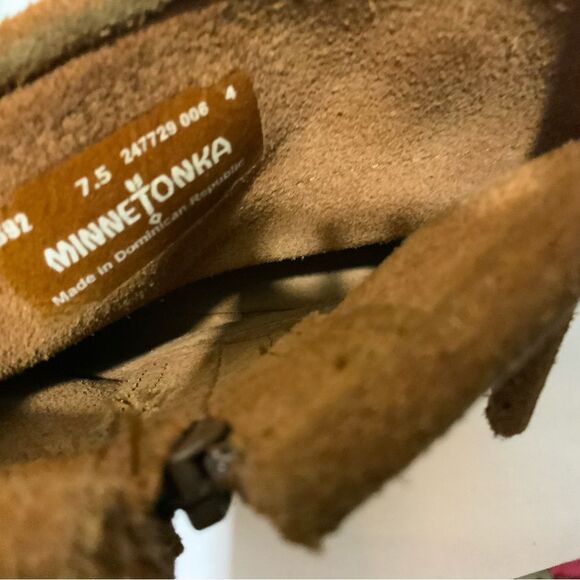 7.5 247729 006 4
MINNETONKA
Made in Dominican Republic